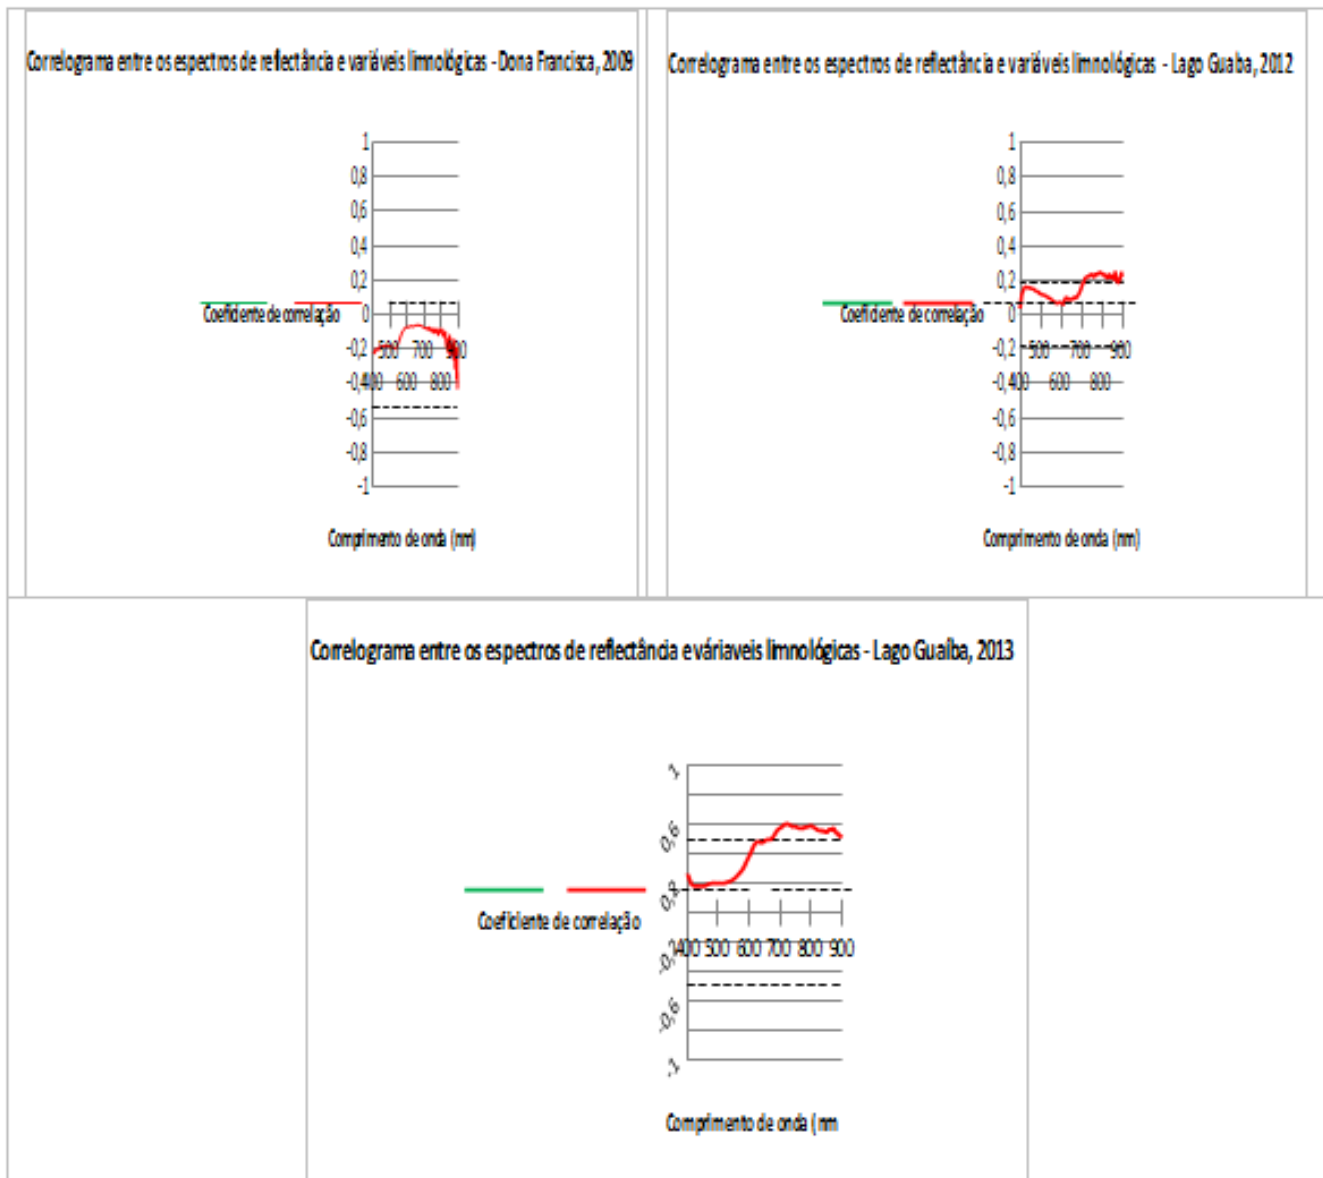 Correlograma entre os espectros de reflectância e variáveis limnológicas - Dona Francisca, 2009
1
0,8
0,6
0,4
0,2
Coeficiente de correlação
0
-0,2
500 700 900
-0,4
400 600 800
-0,6
-0,8
-1
Comprimento de onda (nm)
Correlograma entre os espectros de reflectância e variáveis limnológicas - Lago Guaba, 2012
1
0,8
0,6
0,4
0,2
Coeficiente de correlação
0
-0,2
500 700 900
-0,4
400 600 800
-0,6
-0,8
-1
Comprimento de onda (nm)
Correlograma entre os espectros de reflectância e váriaveis limnológicas - Lago Guaíba, 2013
1
0,6
0,2
Coeficiente de correlação
-0,2
400 500 600 700 800 900
-0,6
-1
Comprimento de onda (nm